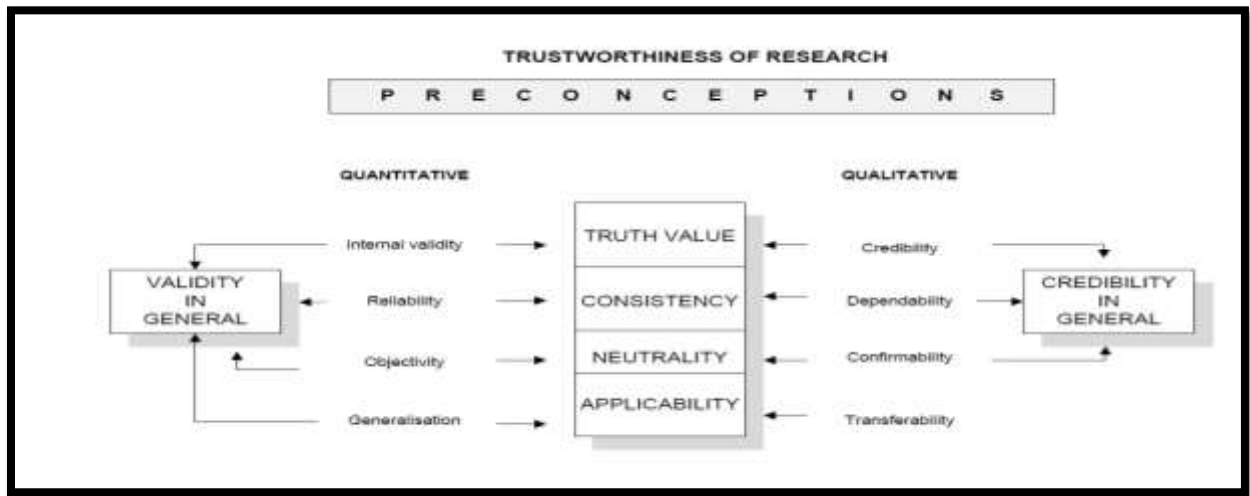 TRUSTWORTHINESS OF RESEARCH
P R E C O N C E P T I O N S
QUANTITATIVE
QUALITATIVE
Internal validity
TRUTH VALUE
Credibility
VALIDITY
IN
GENERAL
Reliability
CONSISTENCY
Dependability
CREDIBILITY
IN
GENERAL
Objectivity
NEUTRALITY
Confirmability
Generalisation
APPLICABILITY
Transferability